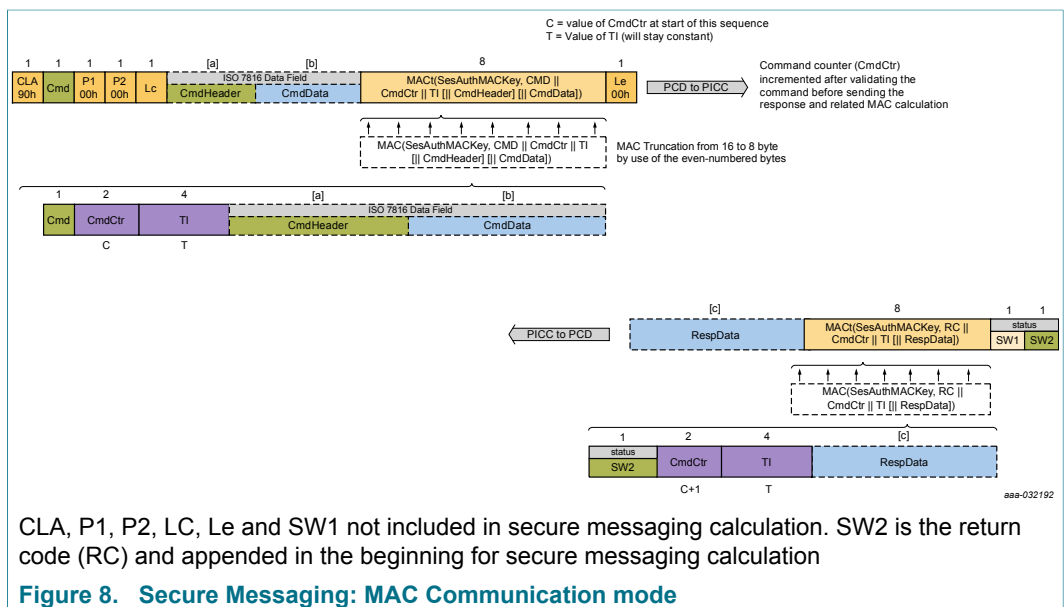 C = value of CmdCtr at start of this sequence
T = Value of TI (will stay constant)
1 1 1 1 1 [a] [b] 8 1
CLA
90h
Cmd
P1
00h
P2
00h
Lc
ISO 7816 Data Field
CmdHeader
CmdData
MACt(SesAuthMACKey, CMD ||
CmdCtr || TI [|| CmdHeader] [|| CmdData])
Le
00h
PCD to PICC
Command counter (CmdCtr)
incremented after validating the
command before sending the
response and related MAC calculation
MAC(SesAuthMACKey, CMD || CmdCtr || TI
[|| CmdHeader] [|| CmdData])
MAC Truncation from 16 to 8 byte
by use of the even-numbered bytes
1 2 4 [a] [b]
Cmd
CmdCtr
TI
ISO 7816 Data Field
CmdHeader
CmdData
C T
[c] 8 1 1
PICC to PCD
RespData
MACt(SesAuthMACKey, RC ||
CmdCtr || TI [|| RespData])
status
SW1
SW2
MAC(SesAuthMACKey, RC ||
CmdCtr || TI [|| RespData])
1 2 4 [c]
status
SW2
CmdCtr
TI
RespData
C+1 T
aaa-032192
CLA, P1, P2, LC, Le and SW1 not included in secure messaging calculation. SW2 is the return
code (RC) and appended in the beginning for secure messaging calculation
Figure 8. Secure Messaging: MAC Communication mode